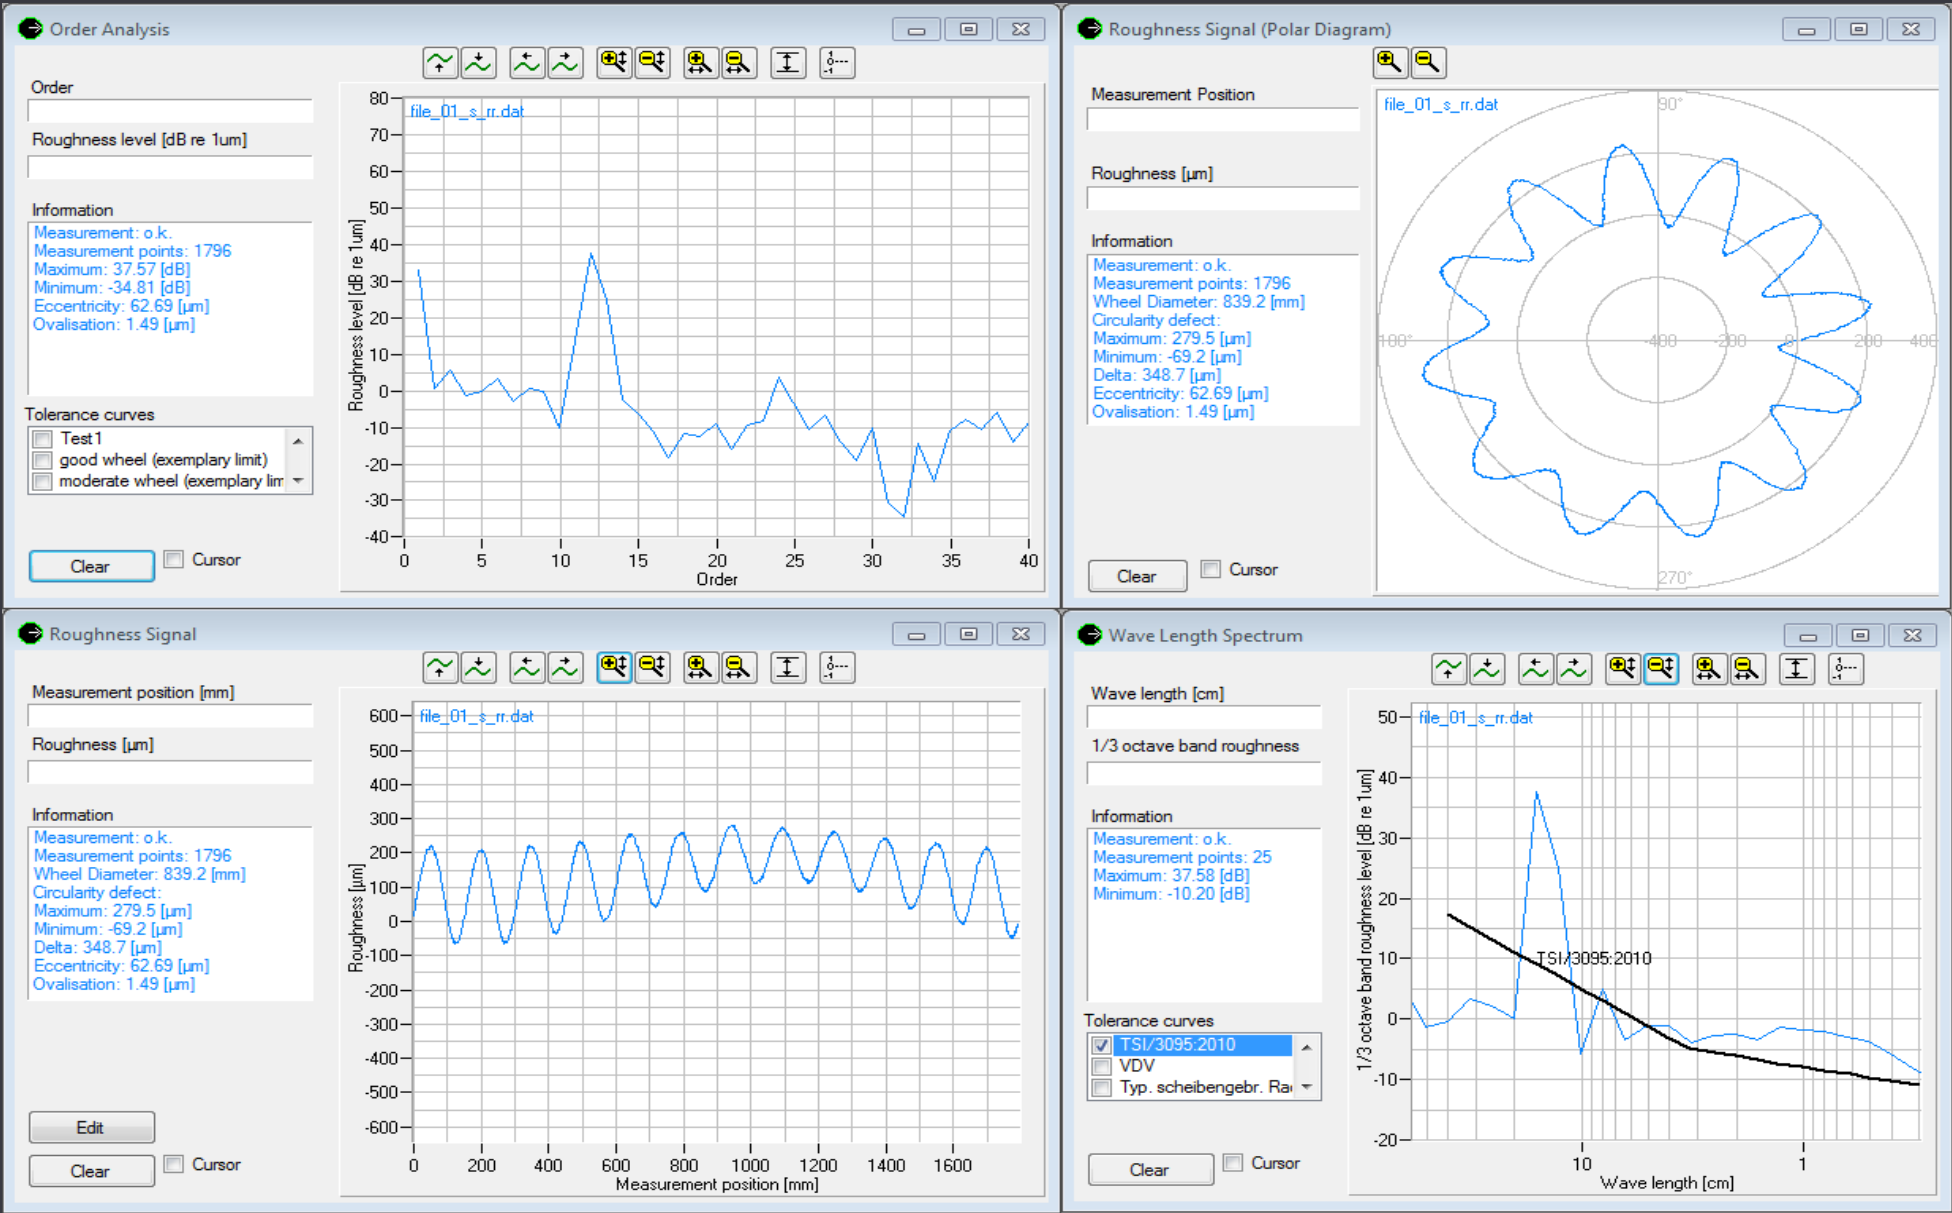 Order Analysis
Order
Roughness level [dB re 1um]
Information
Measurement: o.k.
Measurement points: 1796
Maximum: 37.57 [dB]
Minimum: -34.81 [dB]
Eccentricity: 62.69 [µm]
Ovalisation: 1.49 [µm]
Tolerance curves
Test1
good wheel (exemplary limit)
moderate wheel (exemplary lim
Clear
Cursor
file_01_s_rr.dat
Roughness level [dB re 1um]
80
70
60
50
40
30
20
10
0
-10
-20
-30
-40
0 5 10 15 20 25 30 35 40
Order
Roughness Signal (Polar Diagram)
Measurement Position
Roughness [µm]
Information
Measurement: o.k.
Measurement points: 1796
Wheel Diameter: 839.2 [mm]
Circularity defect:
Maximum: 279.5 [µm]
Minimum: -69.2 [µm]
Delta: 348.7 [µm]
Eccentricity: 62.69 [µm]
Ovalisation: 1.49 [µm]
Clear
Cursor
file_01_s_rr.dat
90°
-400 -200 0 200 400
270°
Roughness Signal
Measurement position [mm]
Roughness [µm]
Information
Measurement: o.k.
Measurement points: 1796
Wheel Diameter: 839.2 [mm]
Circularity defect:
Maximum: 279.5 [µm]
Minimum: -69.2 [µm]
Delta: 348.7 [µm]
Eccentricity: 62.69 [µm]
Ovalisation: 1.49 [µm]
Edit
Clear
Cursor
file_01_s_rr.dat
Roughness [µm]
600
500
400
300
200
100
0
-100
-200
-300
-400
-500
-600
0 200 400 600 800 1000 1200 1400 1600
Measurement position [mm]
Wave Length Spectrum
Wave length [cm]
1/3 octave band roughness
Information
Measurement: o.k.
Measurement points: 25
Maximum: 37.58 [dB]
Minimum: -10.20 [dB]
Tolerance curves
TSI/3095:2010
VDV
Typ. scheibengebr. Ra
Clear
Cursor
file_01_s_rr.dat
1/3 octave band roughness level [dB re 1um]
50
40
30
20
10
0
-10
-20
TSI/3095:2010
10 1
Wave length [cm]